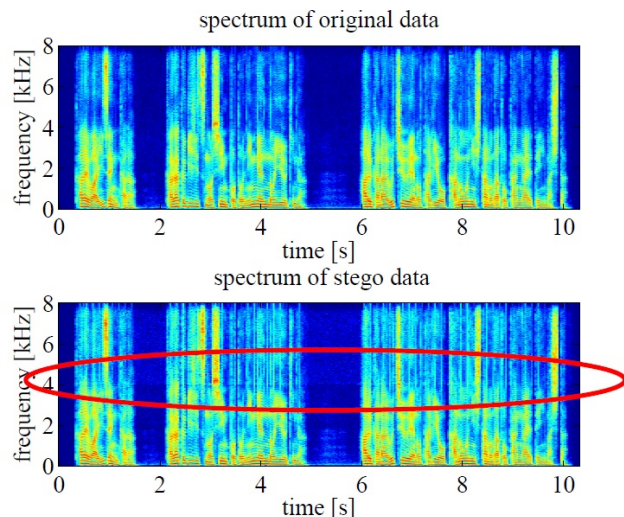 spectrum of original data
8
6
4
2
0
frequency [kHz]
0 2 4 6 8 10
time [s]
spectrum of stego data
8
6
4
2
0
frequency [kHz]
0 2 4 6 8 10
time [s]